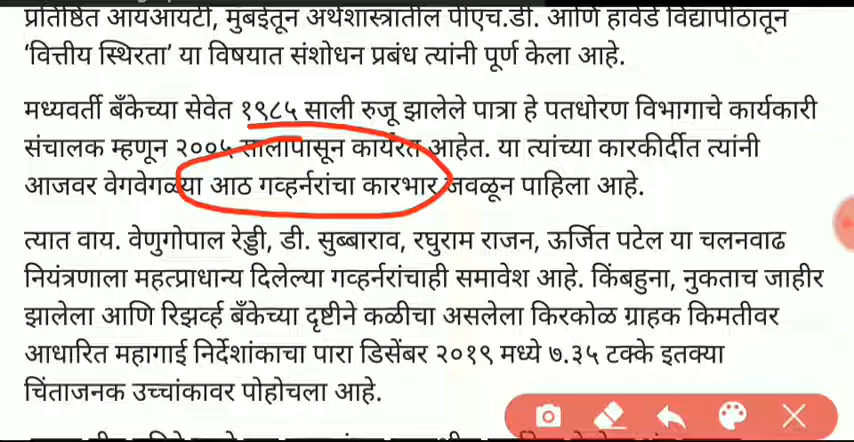 प्रतिष्ठित आयआयटी, मुंबईतून अर्थशास्त्रातील पीएच.डी. आणि हार्वर्ड विद्यापीठातून
'वित्तीय स्थिरता' या विषयात संशोधन प्रबंध त्यांनी पूर्ण केला आहे.
मध्यवर्ती बँकेच्या सेवेत १९८५ साली रुजू झालेले पात्रा हे पतधोरण विभागाचे कार्यकारी
संचालक म्हणून २००५ सालापासून कार्यरत आहेत. या त्यांच्या कारकीर्दीत त्यांनी
आजवर वेगवेगळ्या आठ गव्हर्नरांचा कारभार जवळून पाहिला आहे.
त्यात वाय. वेणुगोपाल रेड्डी, डी. सुब्बाराव, रघुराम राजन, ऊर्जित पटेल या चलनवाढ
नियंत्रणाला महत्प्राधान्य दिलेल्या गव्हर्नरांचाही समावेश आहे. किंबहुना, नुकताच जाहीर
झालेला आणि रिझर्व्ह बँकेच्या दृष्टीने कळीचा असलेला किरकोळ ग्राहक किमतीवर
आधारित महागाई निर्देशांकाचा पारा डिसेंबर २०१९ मध्ये ७.३५ टक्के इतक्या
चिंताजनक उच्चांकावर पोहोचला आहे.